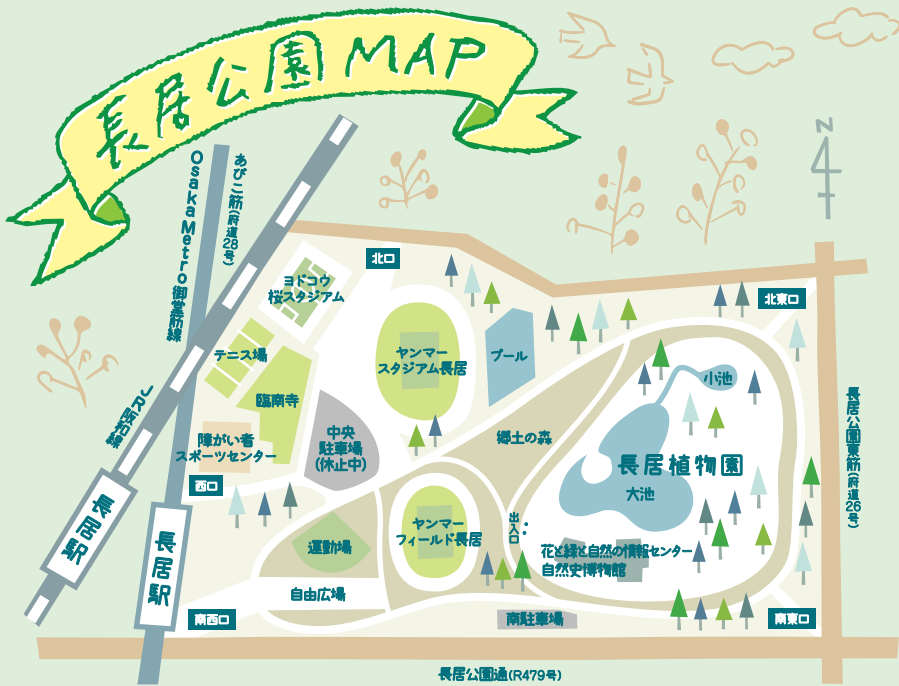 長居公園 MAP
N
あびこ筋(府道28号)
OsakaMetro御堂筋線
JR阪和線
長居駅
長居駅
北口
北東口
西口
南西口
南東口
ヨドコウ
桜スタジアム
テニス場
臨南寺
障がい者
スポーツセンター
ヤンマー
スタジアム長居
プール
中央
駐車場
(休止中)
郷土の森
小池
長居植物園
大池
出入口
花と緑と自然の情報センター
自然史博物館
ヤンマー
フィールド長居
運動場
自由広場
南駐車場
長居公園東筋(府道26号)
長居公園通(R479号)